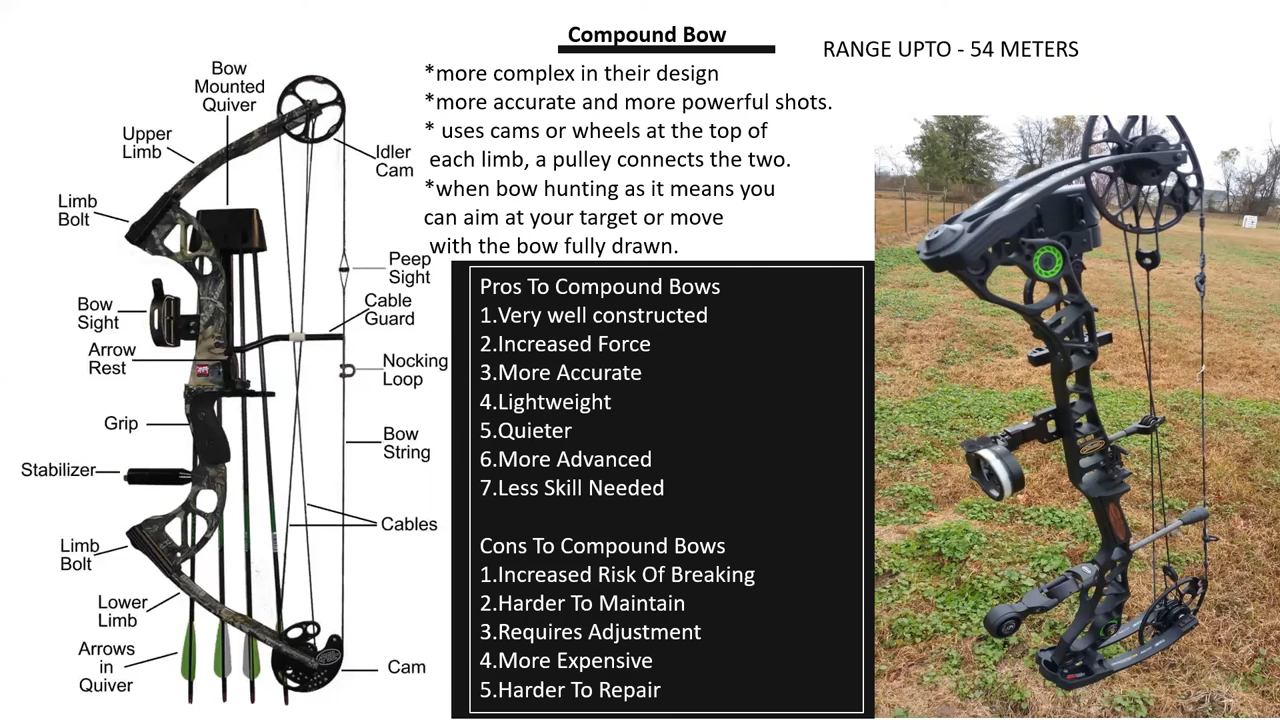 Compound Bow
RANGE UPTO - 54 METERS
*more complex in their design
*more accurate and more powerful shots.
* uses cams or wheels at the top of
each limb, a pulley connects the two.
*when bow hunting as it means you
can aim at your target or move
with the bow fully drawn.
Bow
Mounted
Quiver
Upper
Limb
Idler
Cam
Limb
Bolt
Peep
Sight
Bow
Sight
Cable
Guard
Arrow
Rest
Nocking
Loop
Grip
Bow
String
Stabilizer
Cables
Limb
Bolt
Lower
Limb
Arrows
in
Quiver
Cam
Pros To Compound Bows
1.Very well constructed
2.Increased Force
3.More Accurate
4.Lightweight
5.Quieter
6.More Advanced
7.Less Skill Needed
Cons To Compound Bows
1.Increased Risk Of Breaking
2.Harder To Maintain
3.Requires Adjustment
4.More Expensive
5.Harder To Repair